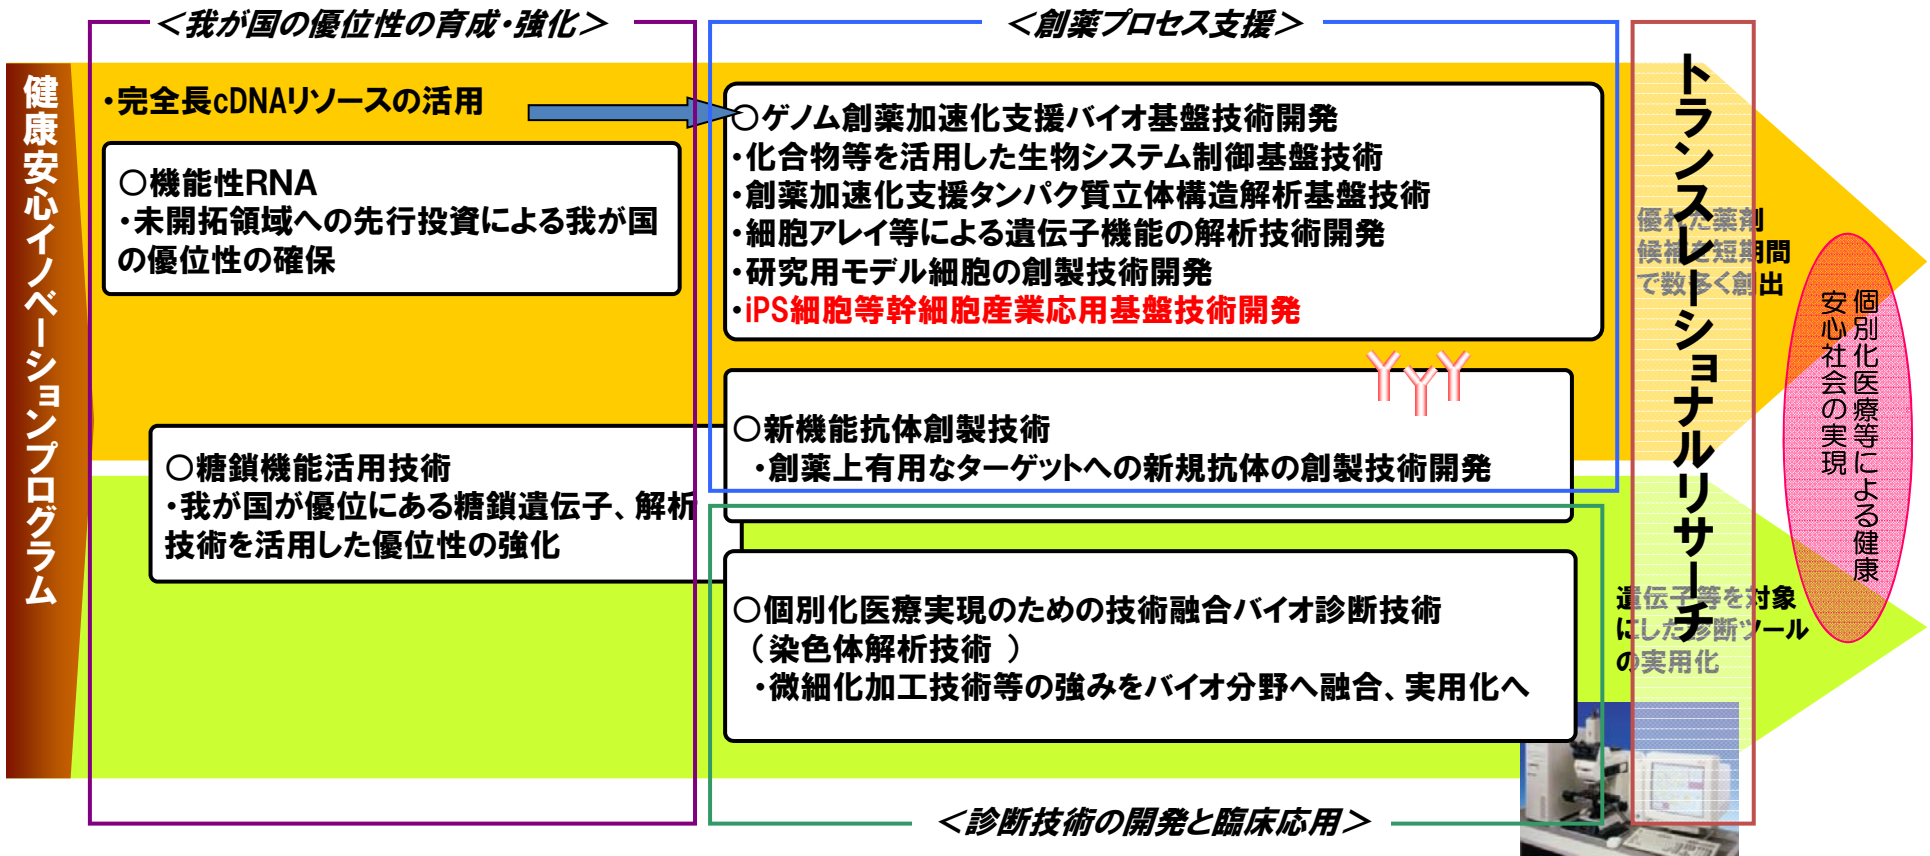 ＜我が国の優位性の育成・強化＞
＜創薬プロセス支援＞
健康安心イノベーションプログラム
・完全長cDNAリソースの活用
○機能性RNA
・未開拓領域への先行投資による我が国
の優位性の確保
○糖鎖機能活用技術
・我が国が優位にある糖鎖遺伝子、解析
技術を活用した優位性の強化
○ゲノム創薬加速化支援バイオ基盤技術開発
・化合物等を活用した生物システム制御基盤技術
・創薬加速化支援タンパク質立体構造解析基盤技術
・細胞アレイ等による遺伝子機能の解析技術開発
・研究用モデル細胞の創製技術開発
・iPS細胞等幹細胞産業応用基盤技術開発
○新機能抗体創製技術
・創薬上有用なターゲットへの新規抗体の創製技術開発
○個別化医療実現のための技術融合バイオ診断技術
（染色体解析技術 ）
・微細化加工技術等の強みをバイオ分野へ融合、実用化へ
＜診断技術の開発と臨床応用＞
トランスレーショナルリサーチ
優れた薬剤
候補を短期間
で数多く創出
遺伝子等を対象
にした診断ツール
の実用化
個別化医療等による健康
安心社会の実現